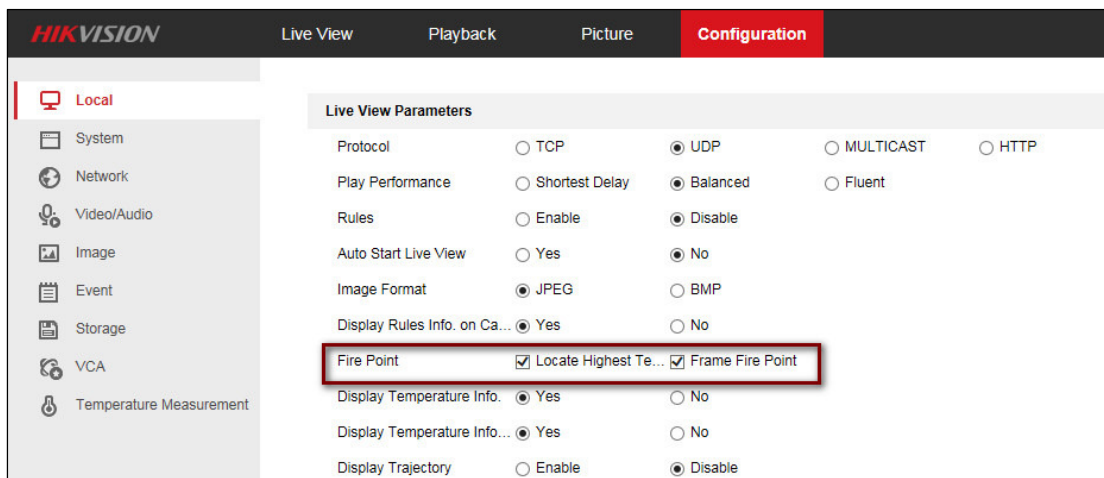 HIKVISION Live View Playback Picture Configuration
Local
System
Network
Video/Audio
Image
Event
Storage
VCA
Temperature Measurement
Live View Parameters
Protocol TCP UDP MULTICAST HTTP
Play Performance Shortest Delay Balanced Fluent
Rules Enable Disable
Auto Start Live View Yes No
Image Format JPEG BMP
Display Rules Info. on Ca... Yes No
Fire Point Locate Highest Te... Frame Fire Point
Display Temperature Info. Yes No
Display Temperature Info... Yes No
Display Trajectory Enable Disable